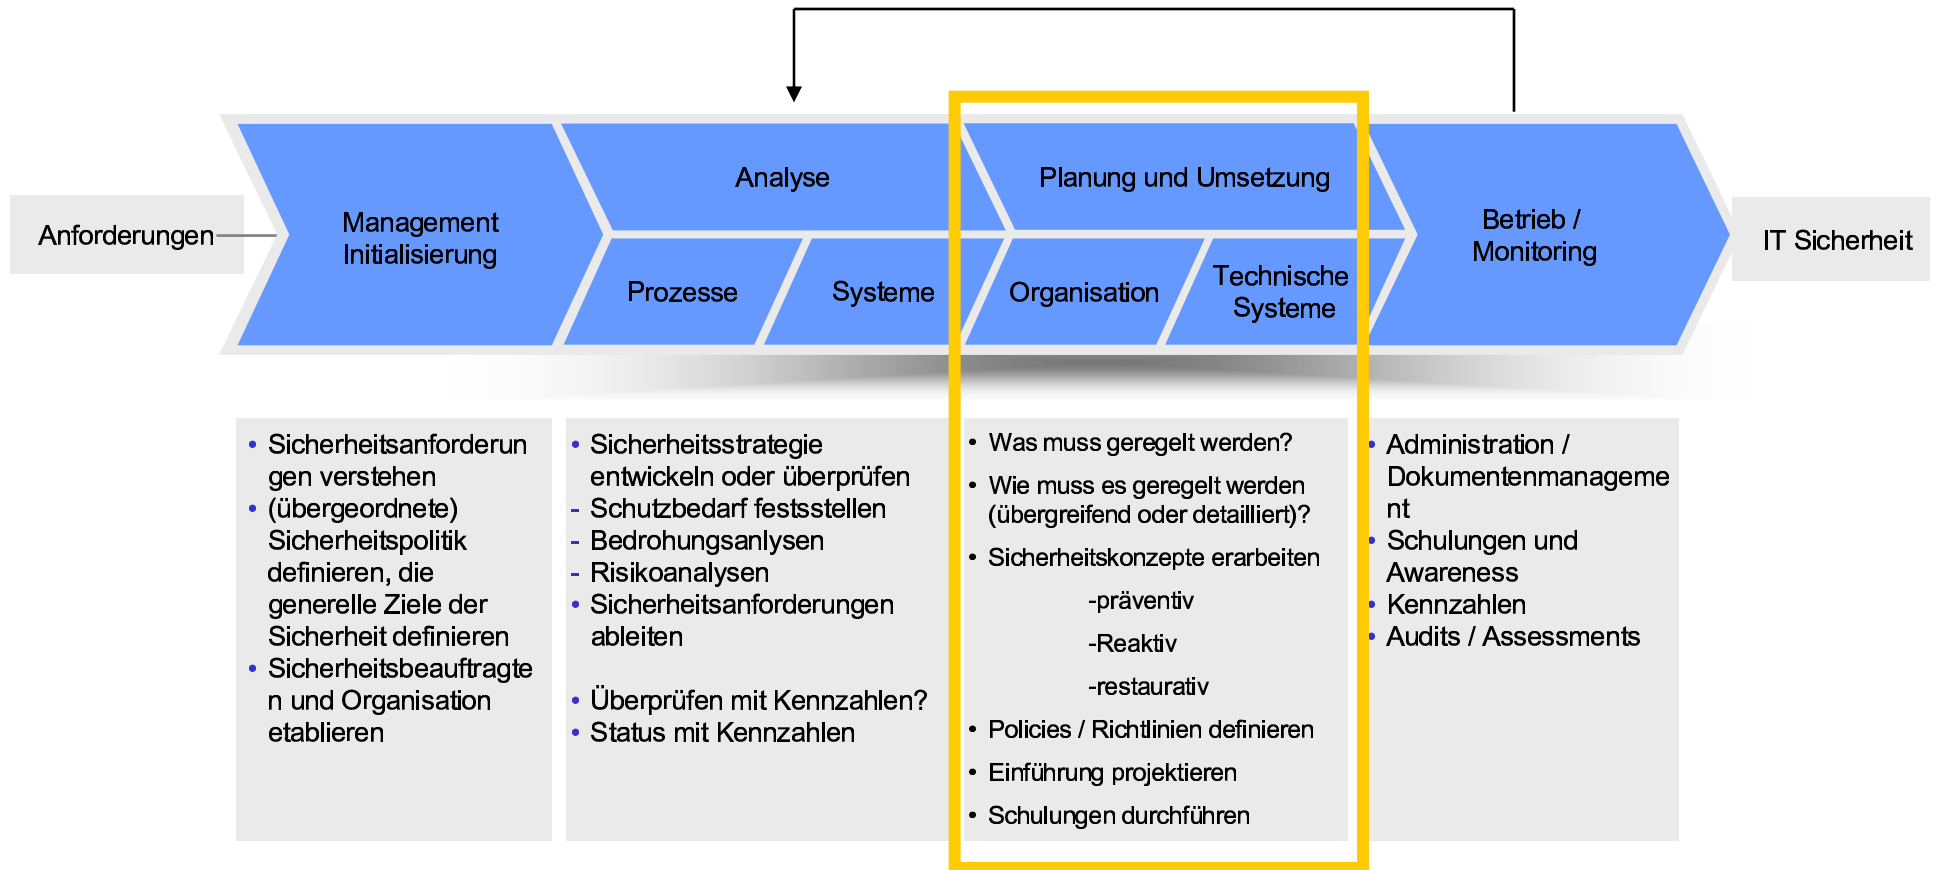 Anforderungen
Management
Initialisierung
Analyse
Prozesse
Systeme
Planung und Umsetzung
Organisation
Technische
Systeme
Betrieb /
Monitoring
IT Sicherheit
• Sicherheitsanforderun
gen verstehen
• (übergeordnete)
Sicherheitspolitik
definieren, die
generelle Ziele der
Sicherheit definieren
• Sicherheitsbeauftragte
n und Organisation
etablieren
• Sicherheitsstrategie
entwickeln oder überprüfen
- Schutzbedarf festsstellen
- Bedrohungsanlysen
- Risikoanalysen
• Sicherheitsanforderungen
ableiten
• Überprüfen mit Kennzahlen?
• Status mit Kennzahlen
• Was muss geregelt werden?
• Wie muss es geregelt werden
(übergreifend oder detailliert)?
• Sicherheitskonzepte erarbeiten
-präventiv
-Reaktiv
-restaurativ
• Policies / Richtlinien definieren
• Einführung projektieren
• Schulungen durchführen
• Administration /
Dokumentenmanageme
nt
• Schulungen und
Awareness
• Kennzahlen
• Audits / Assessments